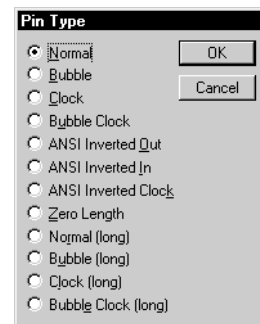 Pin Type
Normal
OK
Bubble
Cancel
Clock
Bubble Clock
ANSI Inverted Out
ANSI Inverted In
ANSI Inverted Clock
Zero Length
Normal (long)
Bubble (long)
Clock (long)
Bubble Clock (long)